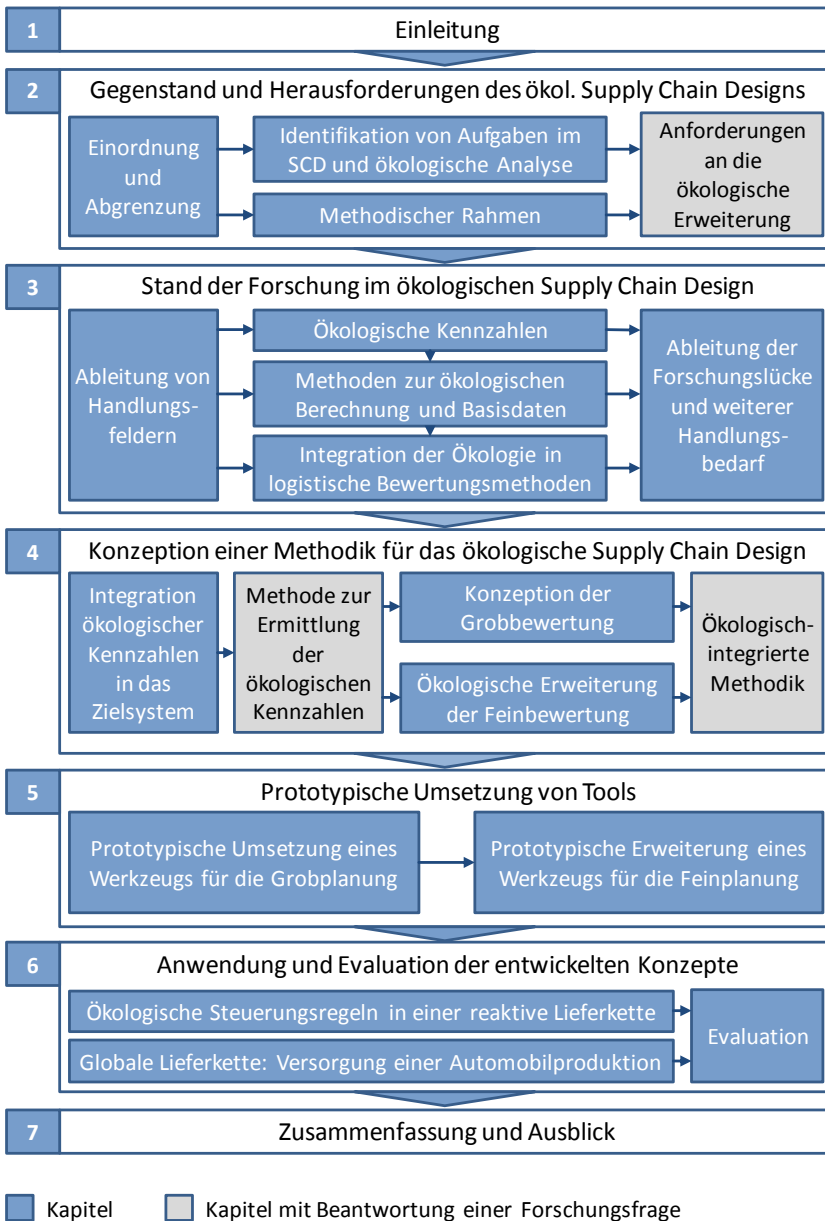 1
Einleitung
2
Gegenstand und Herausforderungen des ökol. Supply Chain Designs
Einordnung
und
Abgrenzung
Identifikation von Aufgaben im
SCD und ökologische Analyse
Methodischer Rahmen
Anforderungen
an die
ökologische
Erweiterung
3
Stand der Forschung im ökologischen Supply Chain Design
Ableitung von
Handlungs-
feldern
Ökologische Kennzahlen
Methoden zur ökologischen
Berechnung und Basisdaten
Integration der Ökologie in
logistische Bewertungsmethoden
Ableitung der
Forschungslücke
und weiterer
Handlungs-
bedarf
4
Konzeption einer Methodik für das ökologische Supply Chain Design
Integration
ökologischer
Kennzahlen
in das
Zielsystem
Methode zur
Ermittlung
der
ökologischen
Kennzahlen
Konzeption der
Grobbewertung
Ökologische Erweiterung
der Feinbewertung
Ökologisch-
integrierte
Methodik
5
Prototypische Umsetzung von Tools
Prototypische Umsetzung eines
Werkzeugs für die Grobplanung
Prototypische Erweiterung eines
Werkzeugs für die Feinplanung
6
Anwendung und Evaluation der entwickelten Konzepte
Ökologische Steuerungsregeln in einer reaktive Lieferkette
Globale Lieferkette: Versorgung einer Automobilproduktion
Evaluation
7
Zusammenfassung und Ausblick
Kapitel
Kapitel mit Beantwortung einer Forschungsfrage